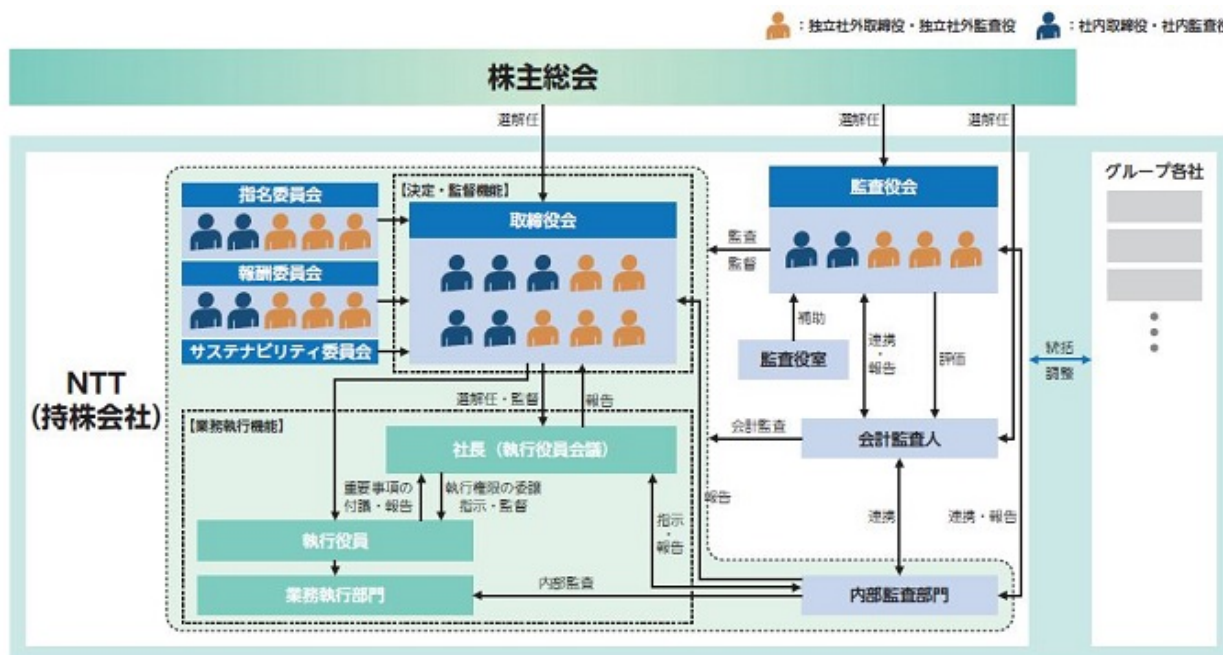 ：独立社外取締役・独立社外監査役
：社内取締役・社内監査役
株主総会
選解任
選解任
選解任
指名委員会
【決定・監督機能】
取締役会
監査役会
グループ各社
報酬委員会
監査
監督
サステナビリティ委員会
補助
監査役室
連携
・
報告
評価
統括
調整
NTT
（持株会社）
選解任・監督
報告
【業務執行機能】
社長（執行役員会議）
会計監査
会計監査人
重要事項の
付議・報告
執行権限の委譲
指示・監督
報告
指示
・
報告
連携
連携・報告
執行役員
業務執行部門
内部監査
内部監査部門